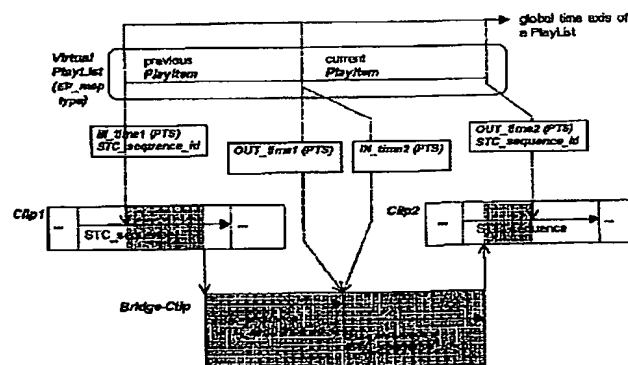 global time axis of
a PlayList
Virtual
PlayList
(EP_map
type)
previous
PlayItem
current
PlayItem
IN_time1 (PTS)
STC_sequence_id
OUT_time1 (PTS)
IN_time2 (PTS)
OUT_time2 (PTS)
STC_sequence_id
Clip1
...
STC_sequence
...
Clip2
...
STC_sequence
...
Bridge-Clip